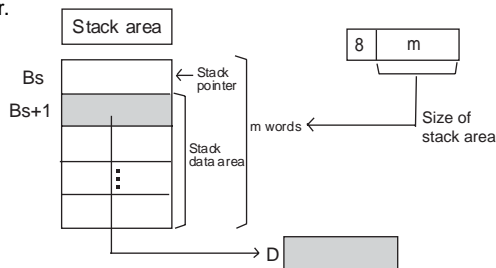 r.
Stack area
8 m
Bs
Stack
pointer
Bs+1
Stack
data area
m words
Size of
stack area
D